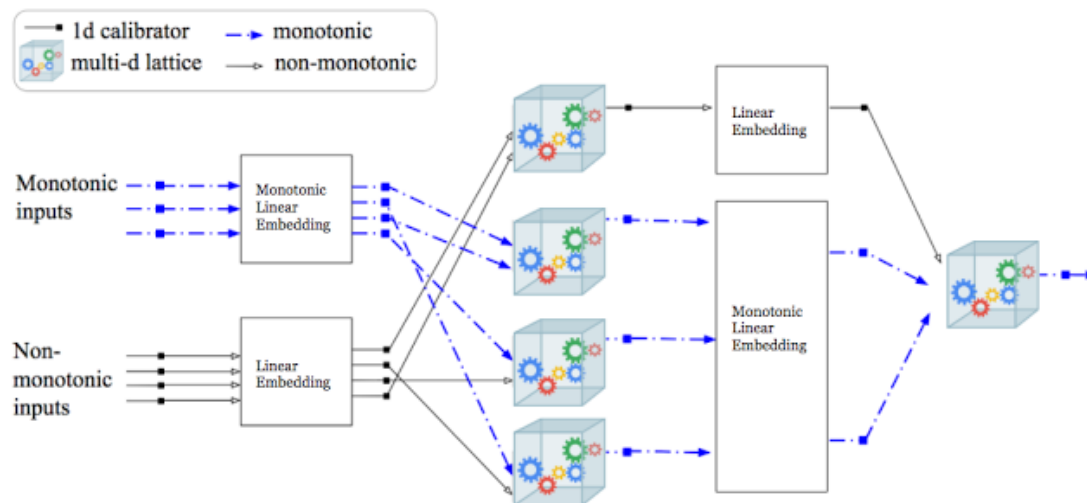 1d calibrator
monotonic
multi-d lattice
non-monotonic
Monotonic
inputs
Monotonic
Linear
Embedding
Non-
monotonic
inputs
Linear
Embedding
Linear
Embedding
Monotonic
Linear
Embedding